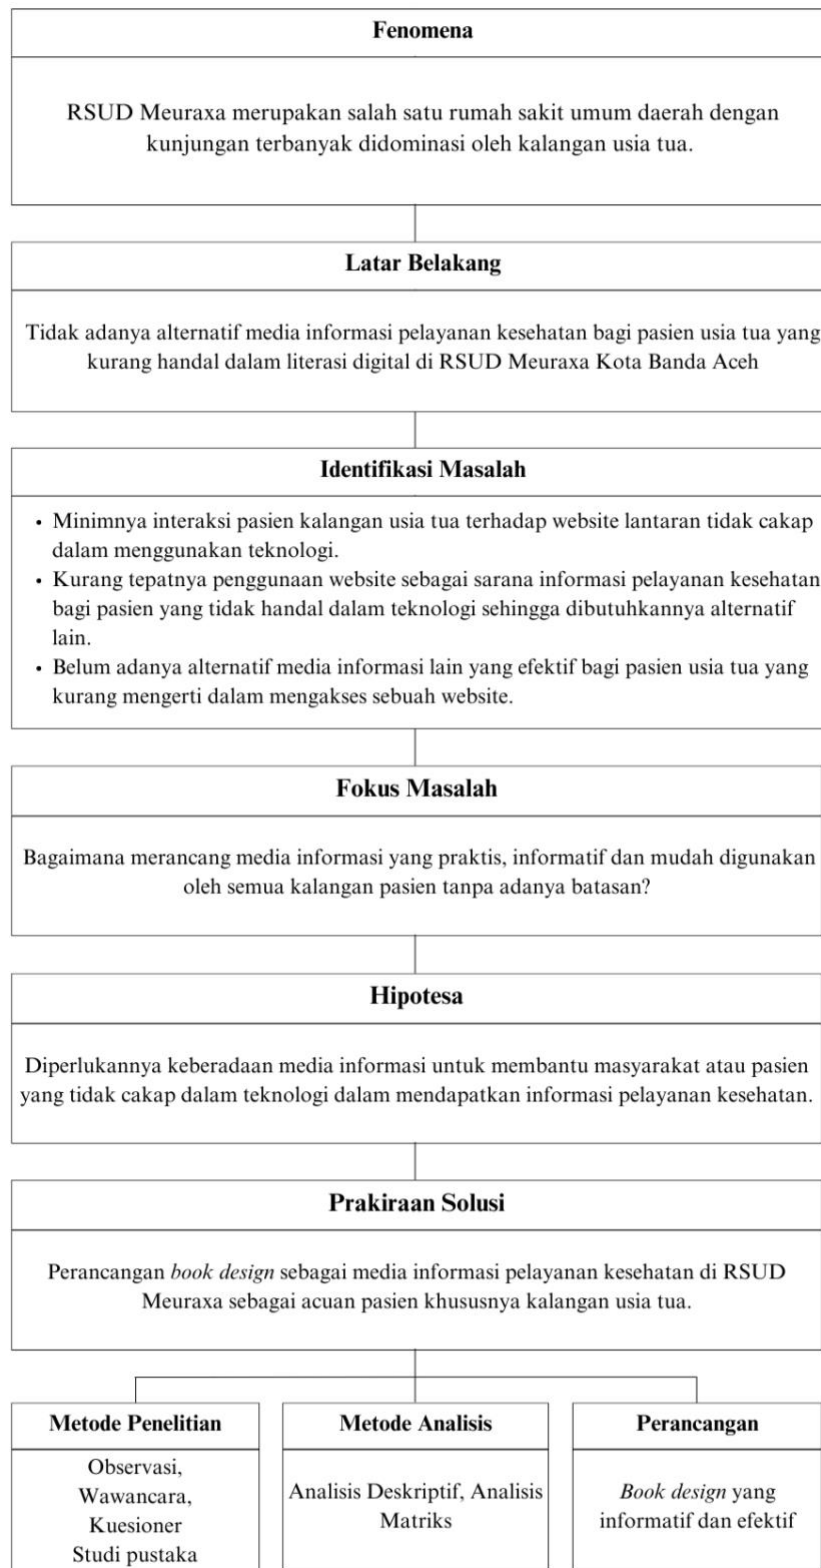 Fenomena
RSUD Meuraxa merupakan salah satu rumah sakit umum daerah dengan
kunjungan terbanyak didominasi oleh kalangan usia tua.
Latar Belakang
Tidak adanya alternatif media informasi pelayanan kesehatan bagi pasien usia tua yang
kurang handal dalam literasi digital di RSUD Meuraxa Kota Banda Aceh
Identifikasi Masalah
• Minimnya interaksi pasien kalangan usia tua terhadap website lantaran tidak cakap
dalam menggunakan teknologi.
• Kurang tepatnya penggunaan website sebagai sarana informasi pelayanan kesehatan
bagi pasien yang tidak handal dalam teknologi sehingga dibutuhkannya alternatif
lain.
• Belum adanya alternatif media informasi lain yang efektif bagi pasien usia tua yang
kurang mengerti dalam mengakses sebuah website.
Fokus Masalah
Bagaimana merancang media informasi yang praktis, informatif dan mudah digunakan
oleh semua kalangan pasien tanpa adanya batasan?
Hipotesa
Diperlukannya keberadaan media informasi untuk membantu masyarakat atau pasien
yang tidak cakap dalam teknologi dalam mendapatkan informasi pelayanan kesehatan.
Prakiraan Solusi
Perancangan book design sebagai media informasi pelayanan kesehatan di RSUD
Meuraxa sebagai acuan pasien khususnya kalangan usia tua.
Metode Penelitian
Observasi,
Wawancara,
Kuesioner
Studi pustaka
Metode Analisis
Analisis Deskriptif, Analisis
Matriks
Perancangan
Book design yang
informatif dan efektif